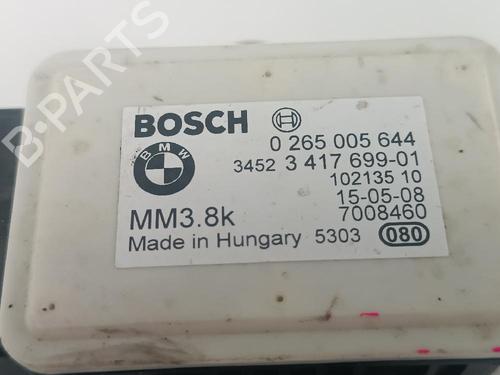 BOSCH
0 265 005 644
BMW
3452 3 417 699-01
102135 10
15-05-08
MM3.8k
7008460
Made in Hungary 5303 080
B-PARTS